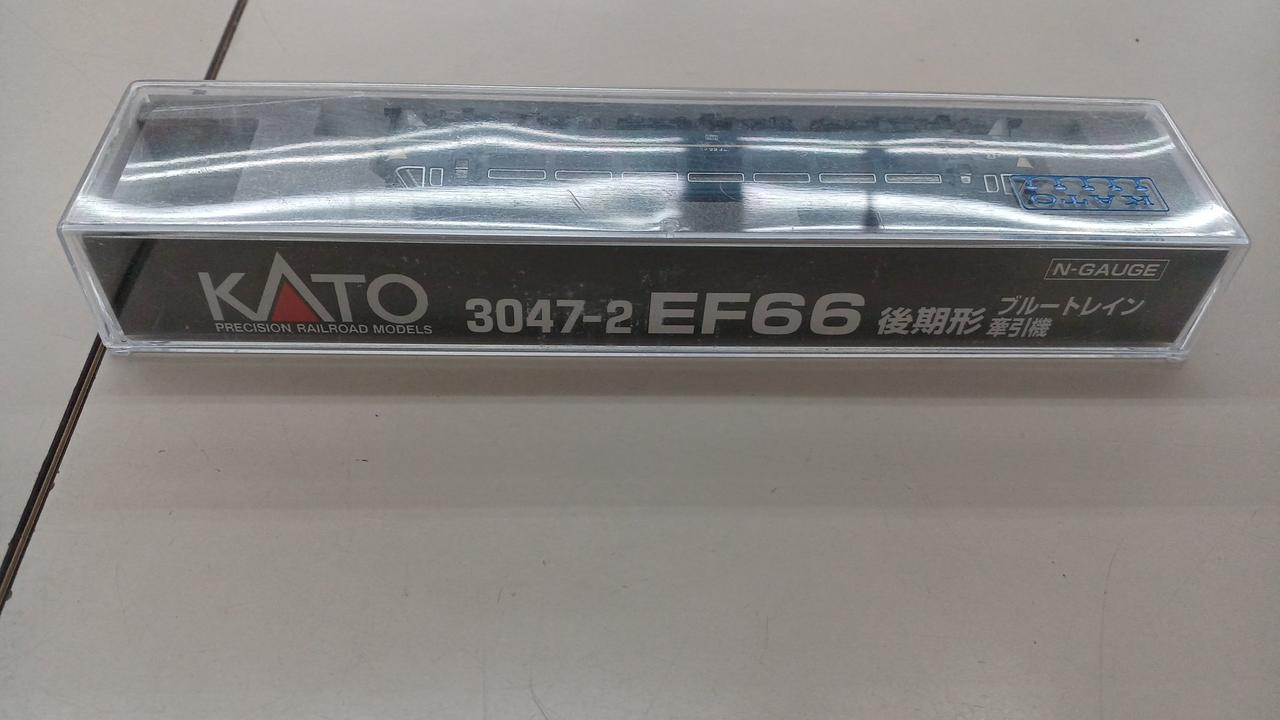 KATO
KATO
PRECISION RAILROAD MODELS
3047-2 EF66 後期形 ブルートレイン
牽引機
N-GAUGE